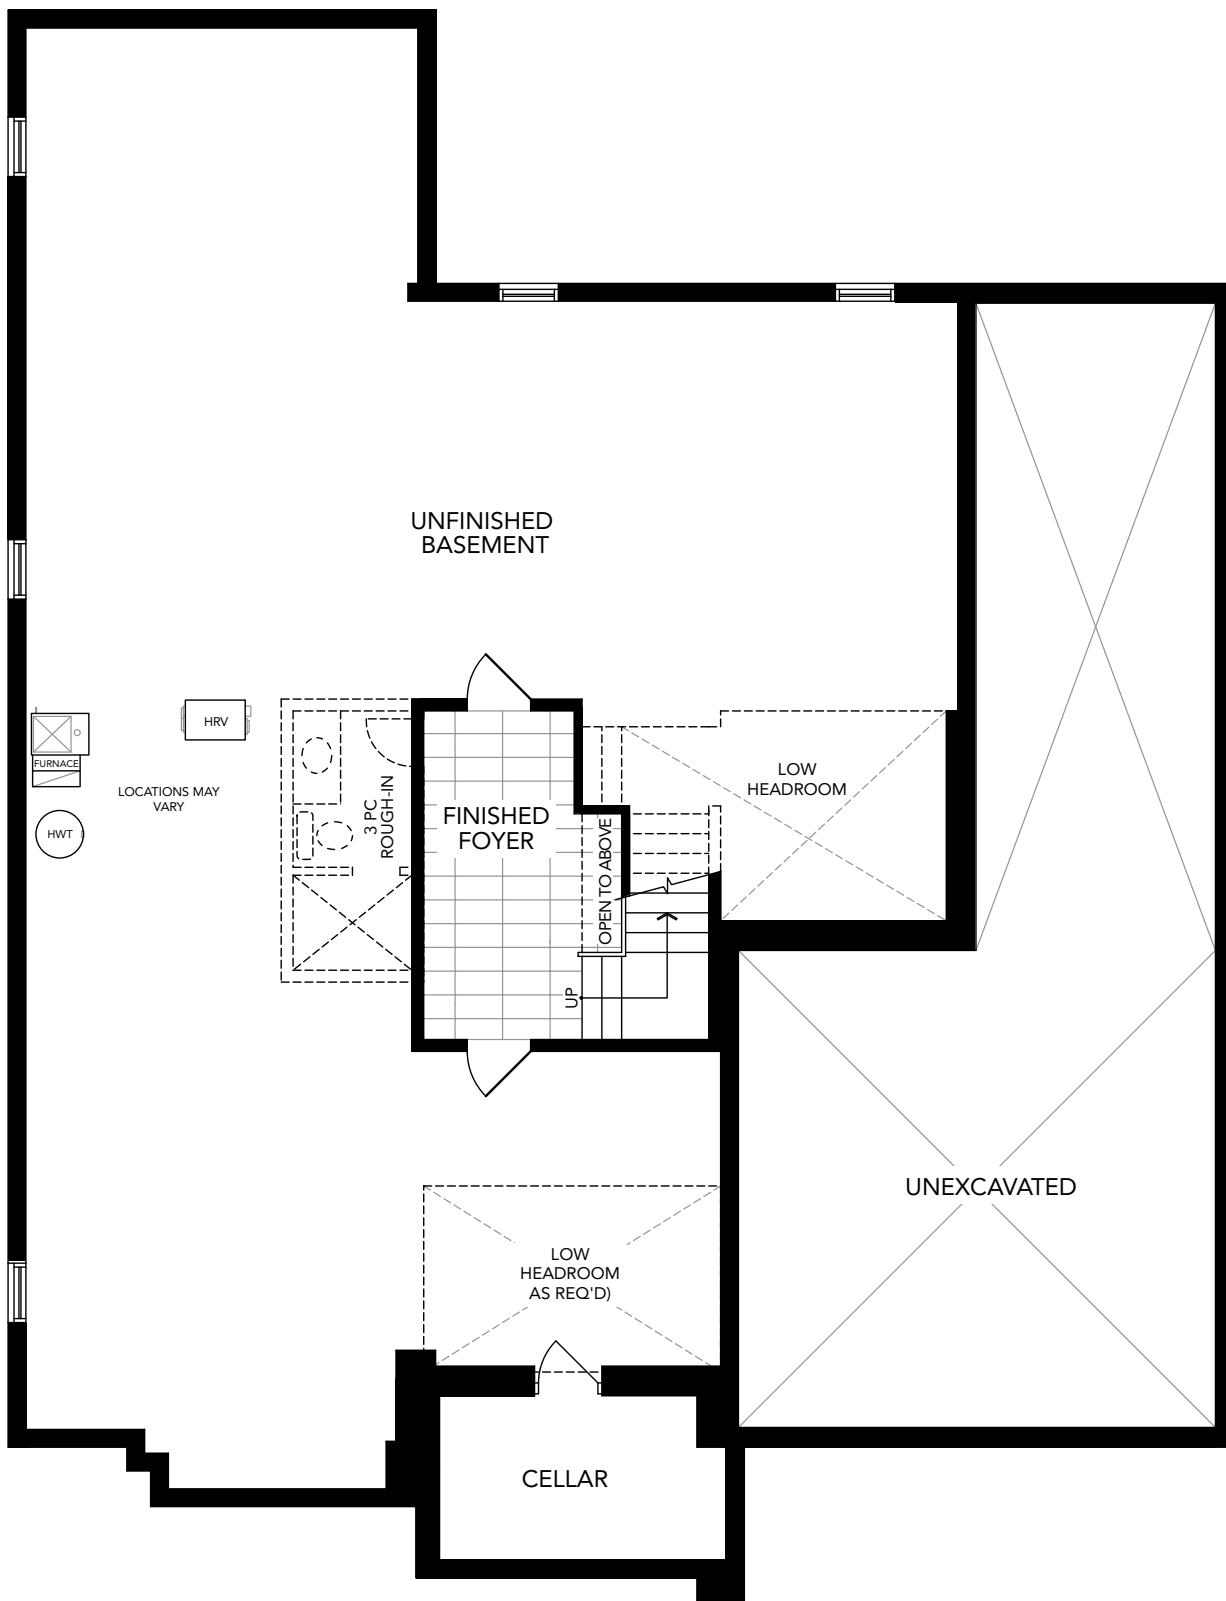 UNFINISHED
BASEMENT
HRV
FURNACE
LOCATIONS MAY
VARY
HWT
3 PC
ROUGH-IN
FINISHED
FOYER
OPEN TO ABOVE
UP
LOW
HEADROOM
UNEXCAVATED
LOW
HEADROOM
AS REQ'D)
CELLAR